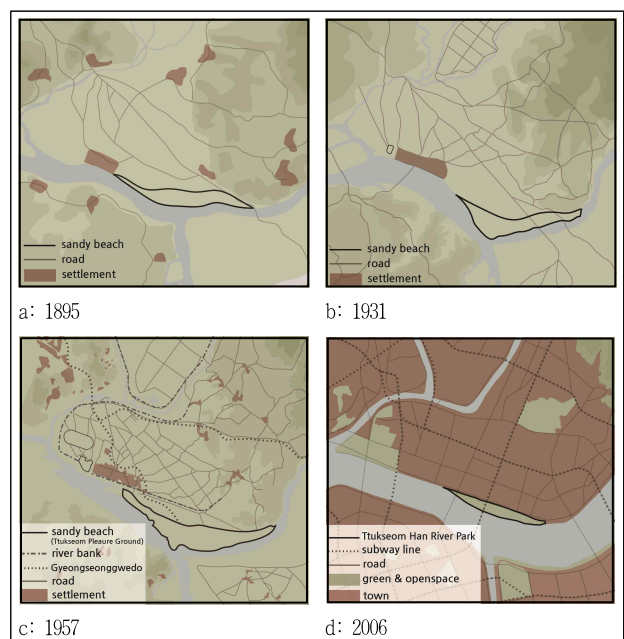 sandy beach
road
settlement
a: 1895
sandy beach
road
settlement
b: 1931
sandy beach
(Ttukseom Pleaure Ground)
river bank
Gyeongseonggwedo
road
settlement
c: 1957
Ttukseom Han River Park
subway line
road
green & openspace
town
d: 2006